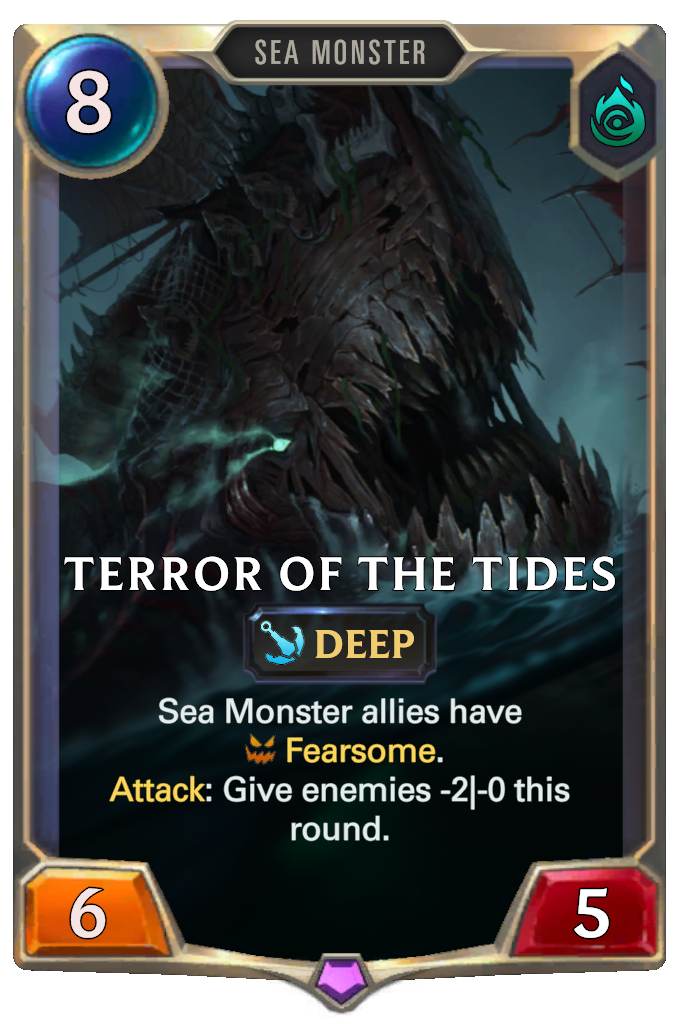 SEA MONSTER
8
TERROR OF THE TIDES
DEEP
Sea Monster allies have
Fearsome.
Attack: Give enemies -2|-0 this
round.
6
5